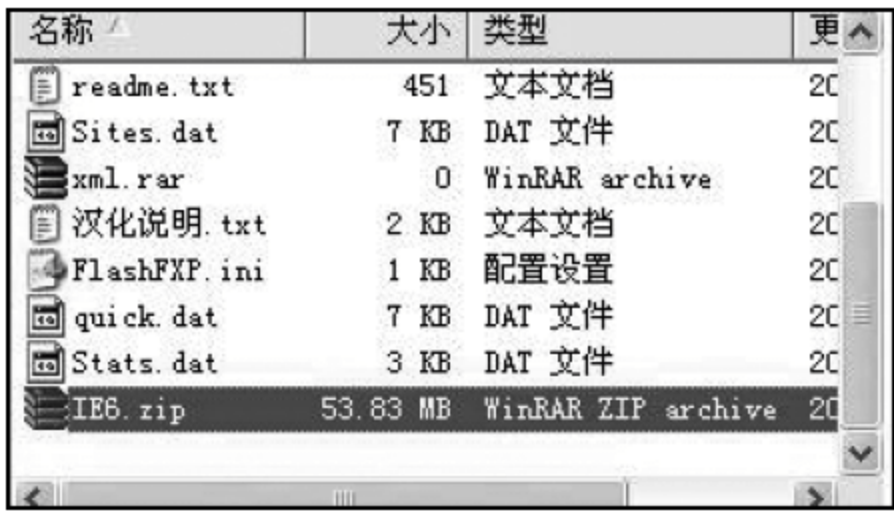 名称 大小 类型 更
readme.txt 451 文本文档 20
Sites.dat 7 KB DAT 文件 20
xml.rar 0 WinRAR archive 20
汉化说明.txt 2 KB 文本文档 20
FlashFXP.ini 1 KB 配置设置 20
quick.dat 7 KB DAT 文件 20
Stats.dat 3 KB DAT 文件 20
IE6.zip 53.83 MB WinRAR ZIP archive 20